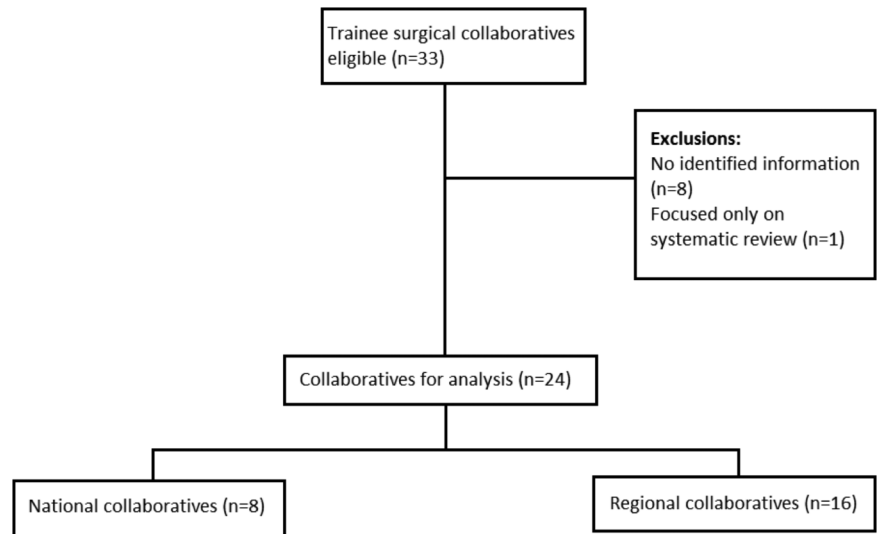 Trainee surgical collaboratives
eligible (n=33)
Exclusions:
No identified information
(n=8)
Focused only on
systematic review (n=1)
Collaboratives for analysis (n=24)
National collaboratives (n=8)
Regional collaboratives (n=16)